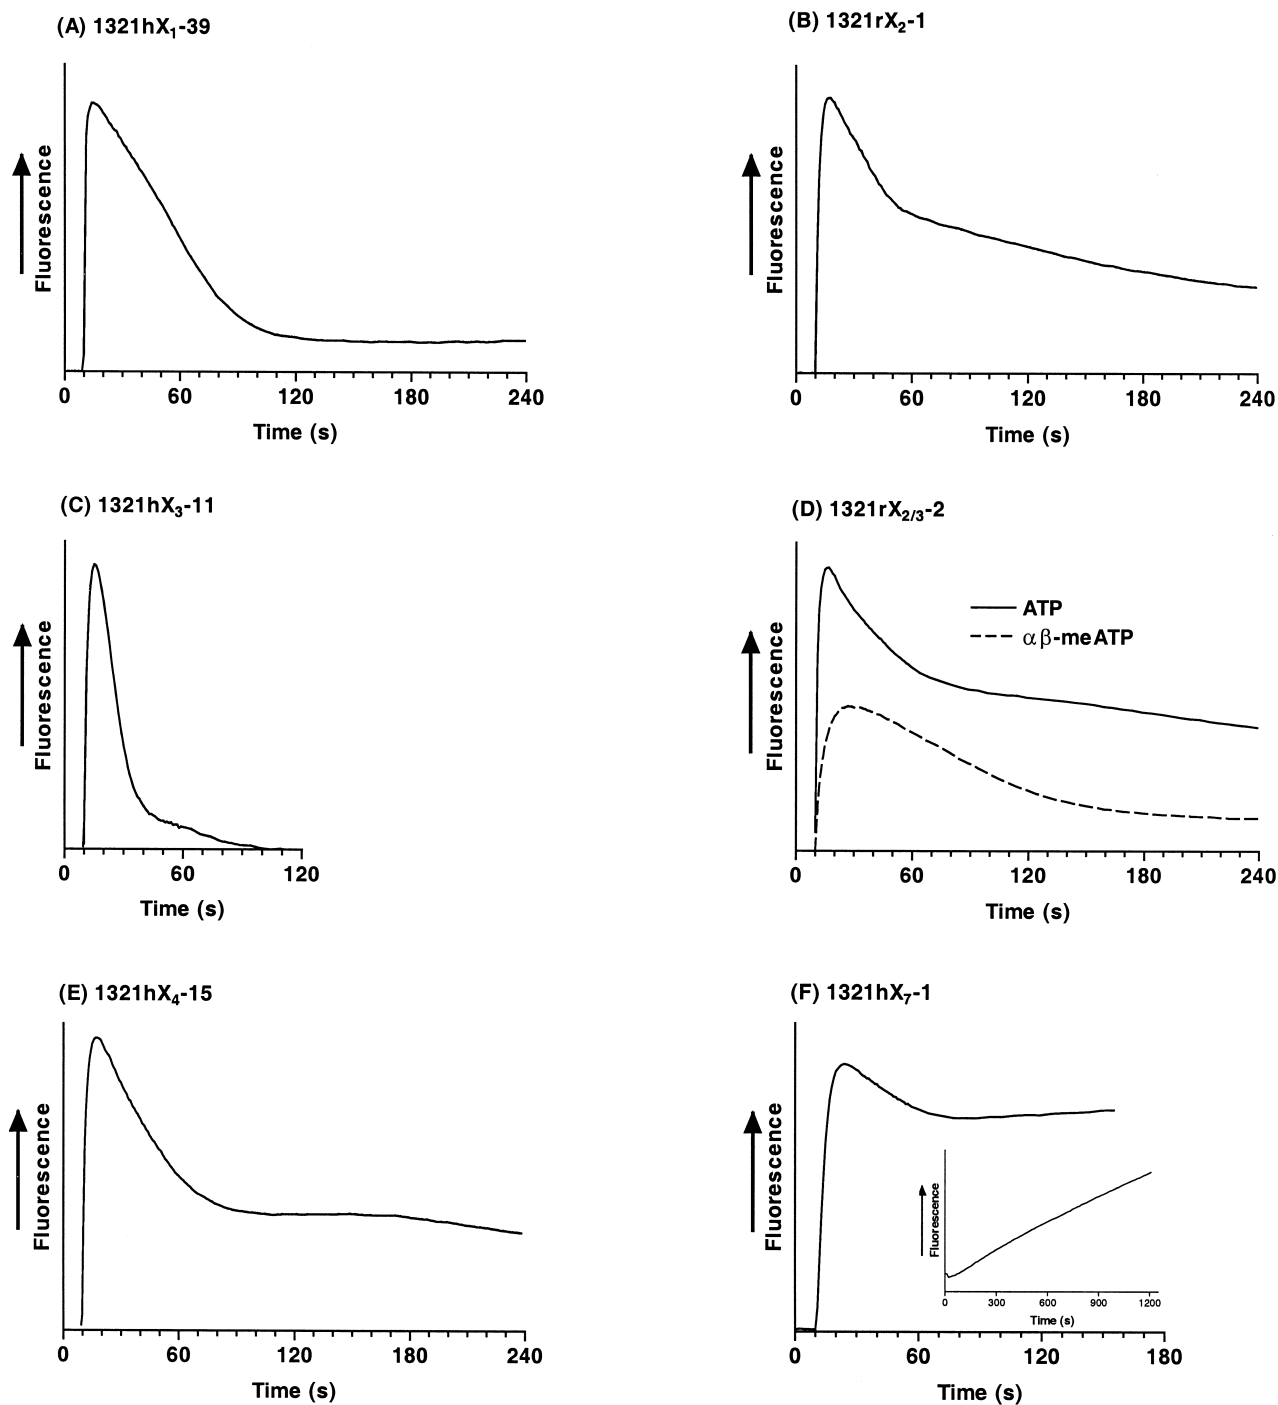 (A) 1321hX₁-39
Fluorescence
0 60 120 180 240
Time (s)
(B) 1321rX₂-1
Fluorescence
0 60 120 180 240
Time (s)
(C) 1321hX₃-11
Fluorescence
0 60 120
Time (s)
(D) 1321rX₂/₃-2
ATP
αβ-meATP
Fluorescence
0 60 120 180 240
Time (s)
(E) 1321hX₄-15
Fluorescence
0 60 120 180 240
Time (s)
(F) 1321hX₇-1
Fluorescence
Fluorescence
0 300 600 900 1200
Time (s)
0 60 120 180
Time (s)